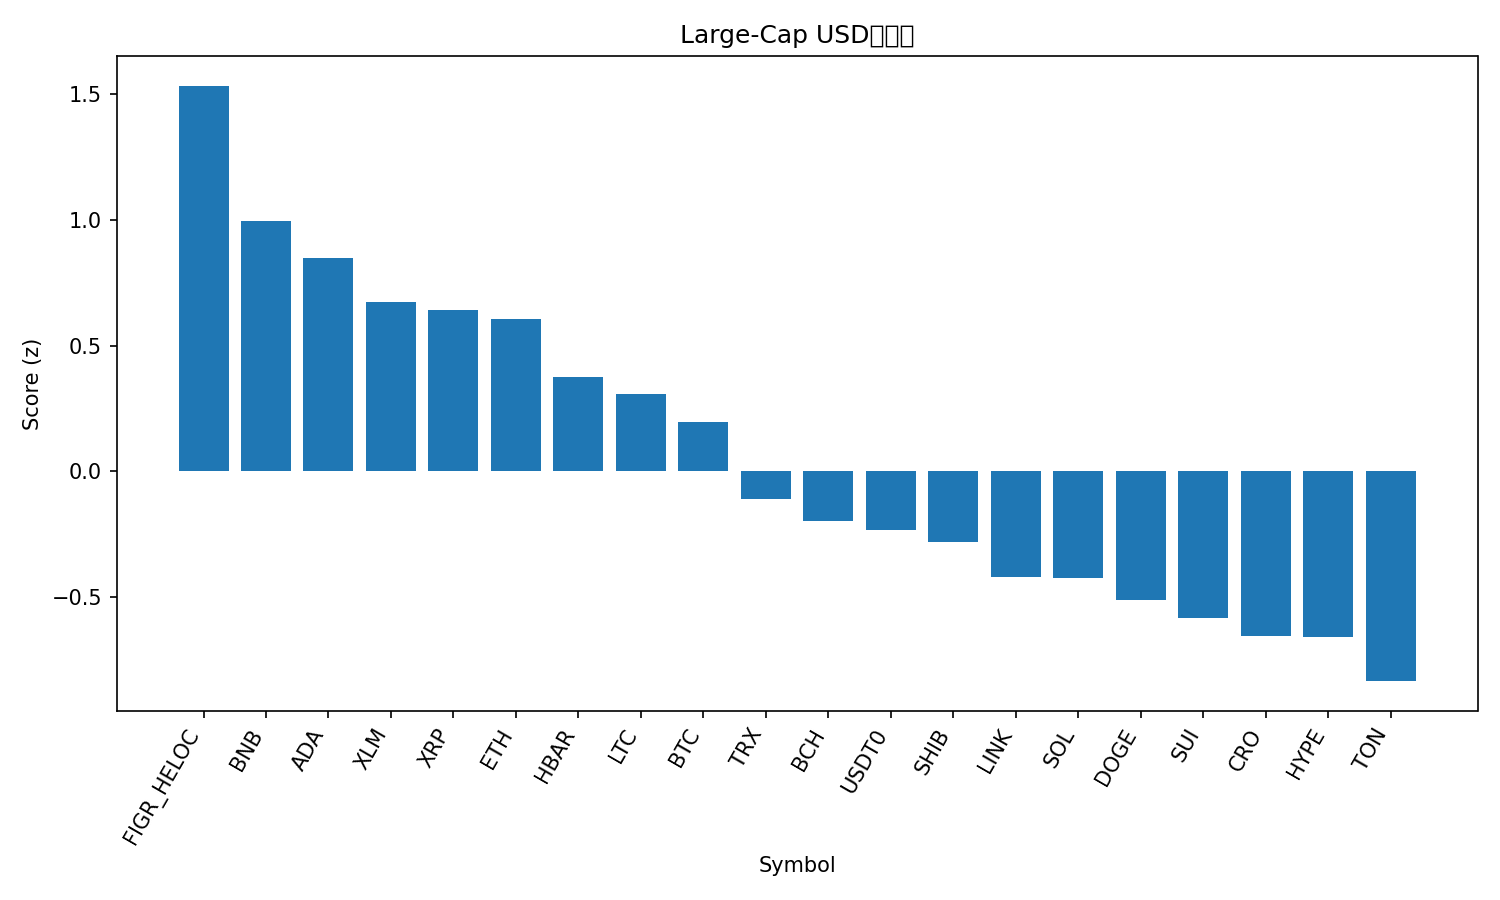 Large-Cap USD
Score (z)
1.5
1.0
0.5
0.0
−0.5
FIGR_HELOC
BNB
ADA
XLM
XRP
ETH
HBAR
LTC
BTC
TRX
BCH
USDT0
SHIB
LINK
SOL
DOGE
SUI
CRO
HYPE
TON
Symbol